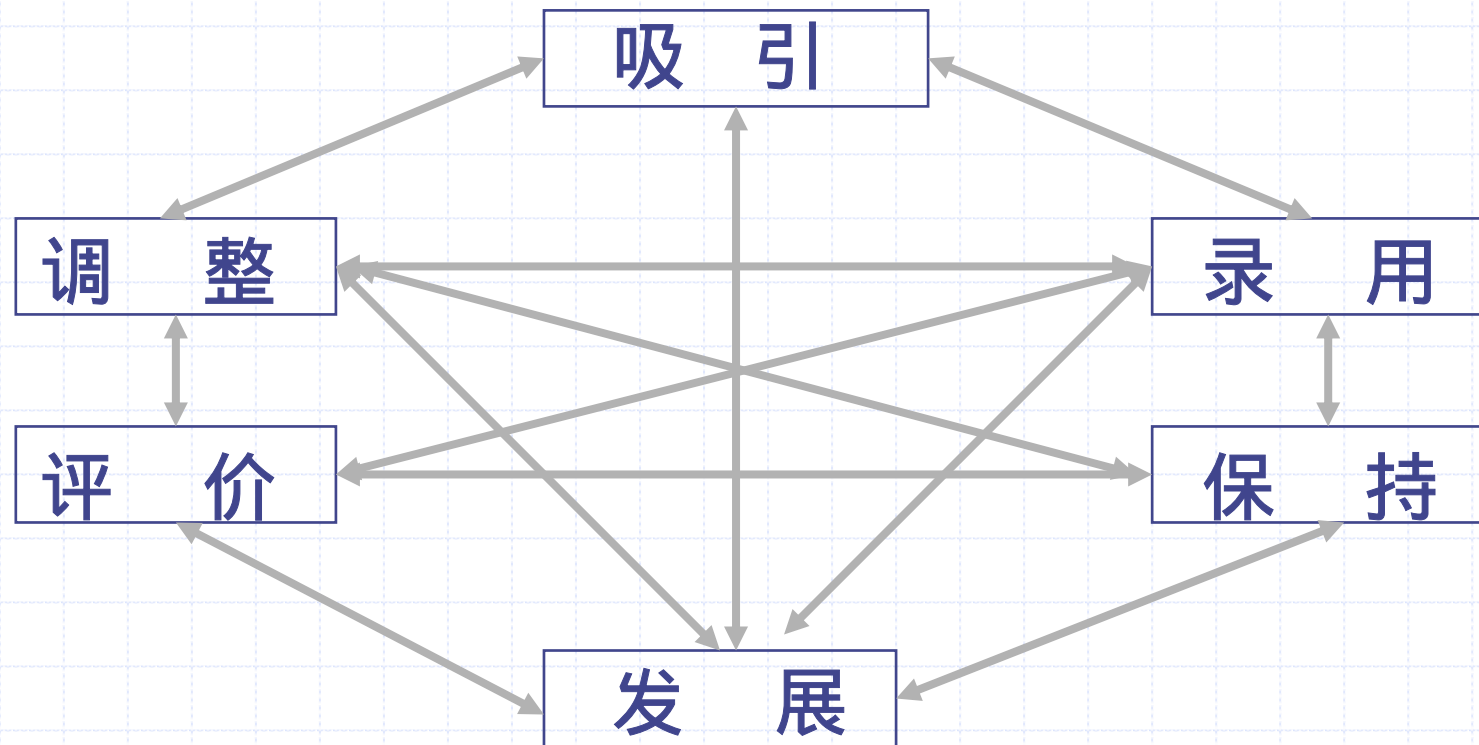 吸 引
调 整
录 用
评 价
保 持
发 展